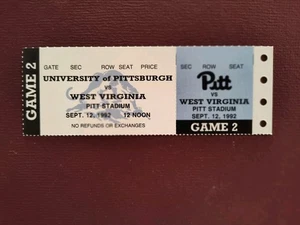 GAME 2
GATE SEC ROW SEAT PRICE
UNIVERSITY of PITTSBURGH
VS
WEST VIRGINIA
PITT STADIUM
SEPT. 12, 1992 12 NOON
NO REFUNDS OR EXCHANGES
SEC ROW SEAT
Pitt
VS
WEST VIRGINIA
PITT STADIUM
SEPT. 12, 1992
GAME 2